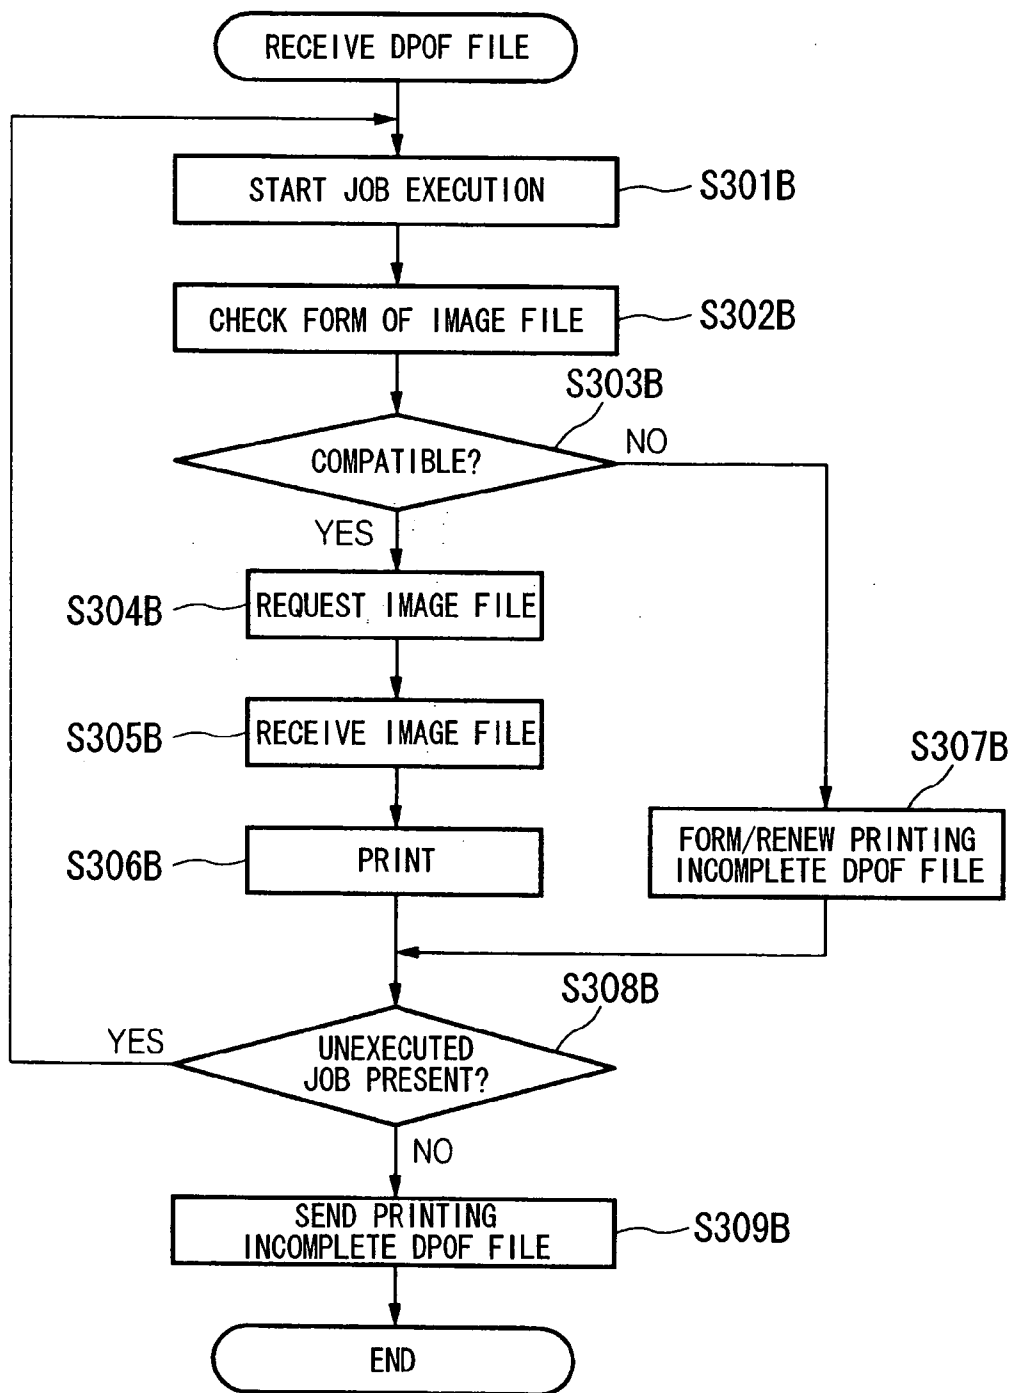 RECEIVE DPOF FILE
START JOB EXECUTION
S301B
CHECK FORM OF IMAGE FILE
S302B
S303B
COMPATIBLE?
NO
YES
S304B
REQUEST IMAGE FILE
S305B
RECEIVE IMAGE FILE
S307B
FORM/RENEW PRINTING
INCOMPLETE DPOF FILE
S306B
PRINT
S308B
YES
UNEXECUTED
JOB PRESENT?
NO
SEND PRINTING
INCOMPLETE DPOF FILE
S309B
END